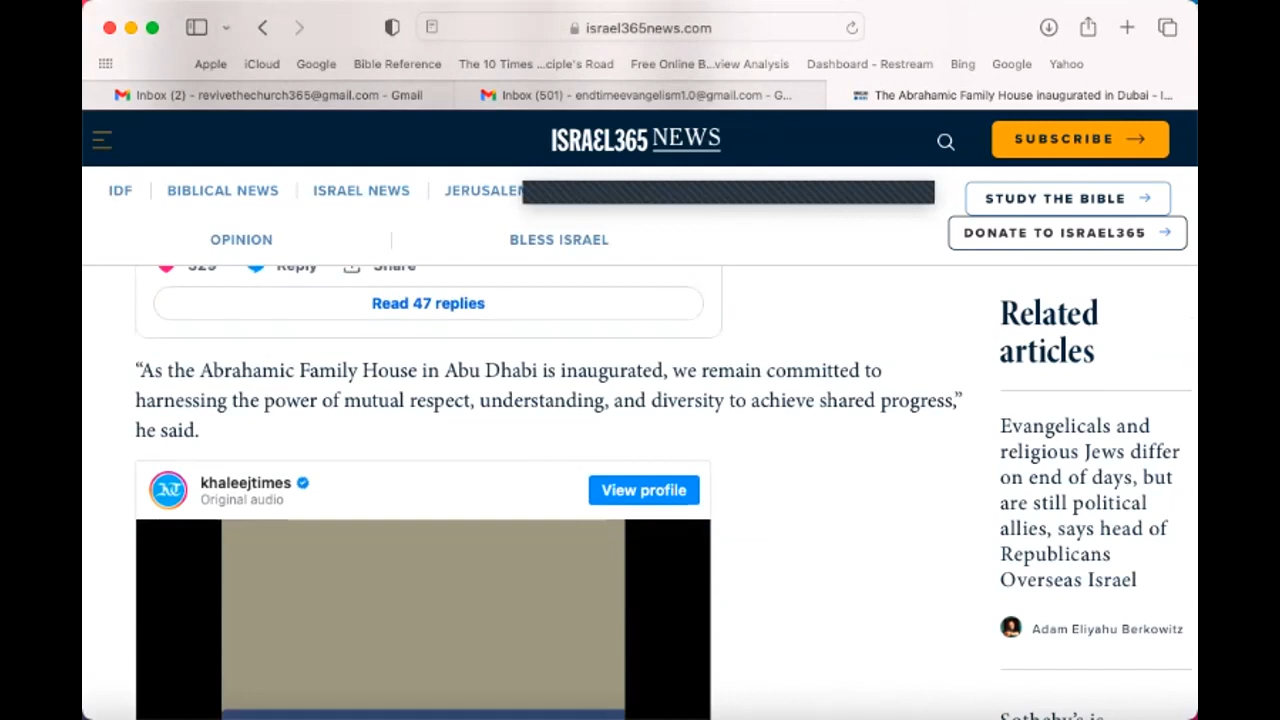 israel365news.com
Apple iCloud Google Bible Reference The 10 Times ...ciple's Road Free Online B...view Analysis Dashboard - Restream Bing Google Yahoo
Inbox (2) - revivethechurch365@gmail.com - Gmail Inbox (501) - endtimeevangelism1.0@gmail.com - G... The Abrahamic Family House inaugurated in Dubai - I...
ISRAEL365 NEWS
SUBSCRIBE →
IDF BIBLICAL NEWS ISRAEL NEWS JERUSALEM
STUDY THE BIBLE →
OPINION BLESS ISRAEL
DONATE TO ISRAEL365 →
329 Reply Share
Read 47 replies
“As the Abrahamic Family House in Abu Dhabi is inaugurated, we remain committed to
harnessing the power of mutual respect, understanding, and diversity to achieve shared progress,”
he said.
khaleejtimes
Original audio
View profile
Related
articles
Evangelicals and
religious Jews differ
on end of days, but
are still political
allies, says head of
Republicans
Overseas Israel
Adam Eliyahu Berkowitz
Sotheby’s is